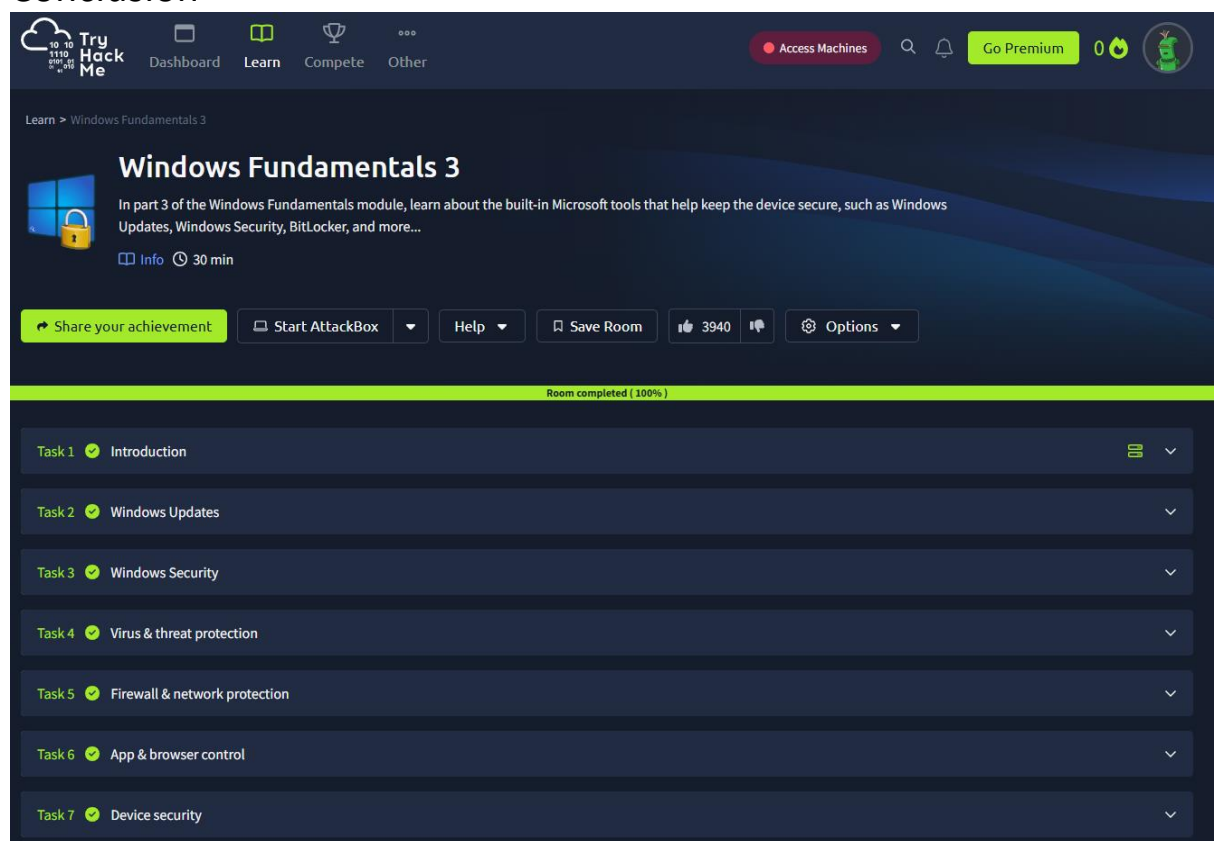 Conclusion
Try
Hack
Me
Dashboard
Learn
Compete
Other
Access Machines
Go Premium
0
Learn > Windows Fundamentals 3
Windows Fundamentals 3
In part 3 of the Windows Fundamentals module, learn about the built-in Microsoft tools that help keep the device secure, such as Windows
Updates, Windows Security, BitLocker, and more...
Info 30 min
Share your achievement
Start AttackBox
Help
Save Room
3940
Options
Room completed ( 100% )
Task 1 Introduction
Task 2 Windows Updates
Task 3 Windows Security
Task 4 Virus & threat protection
Task 5 Firewall & network protection
Task 6 App & browser control
Task 7 Device security